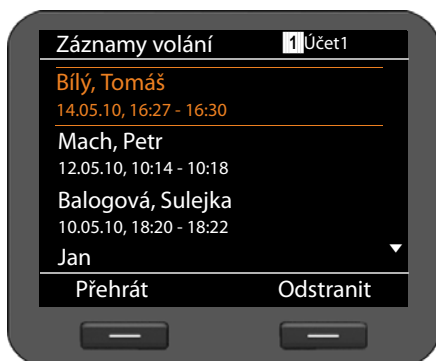 Záznamy volání 1 Účet1
Bílý, Tomáš
14.05.10, 16:27 - 16:30
Mach, Petr
12.05.10, 10:14 - 10:18
Balogová, Sulejka
10.05.10, 18:20 - 18:22
Jan
Přehrát Odstranit